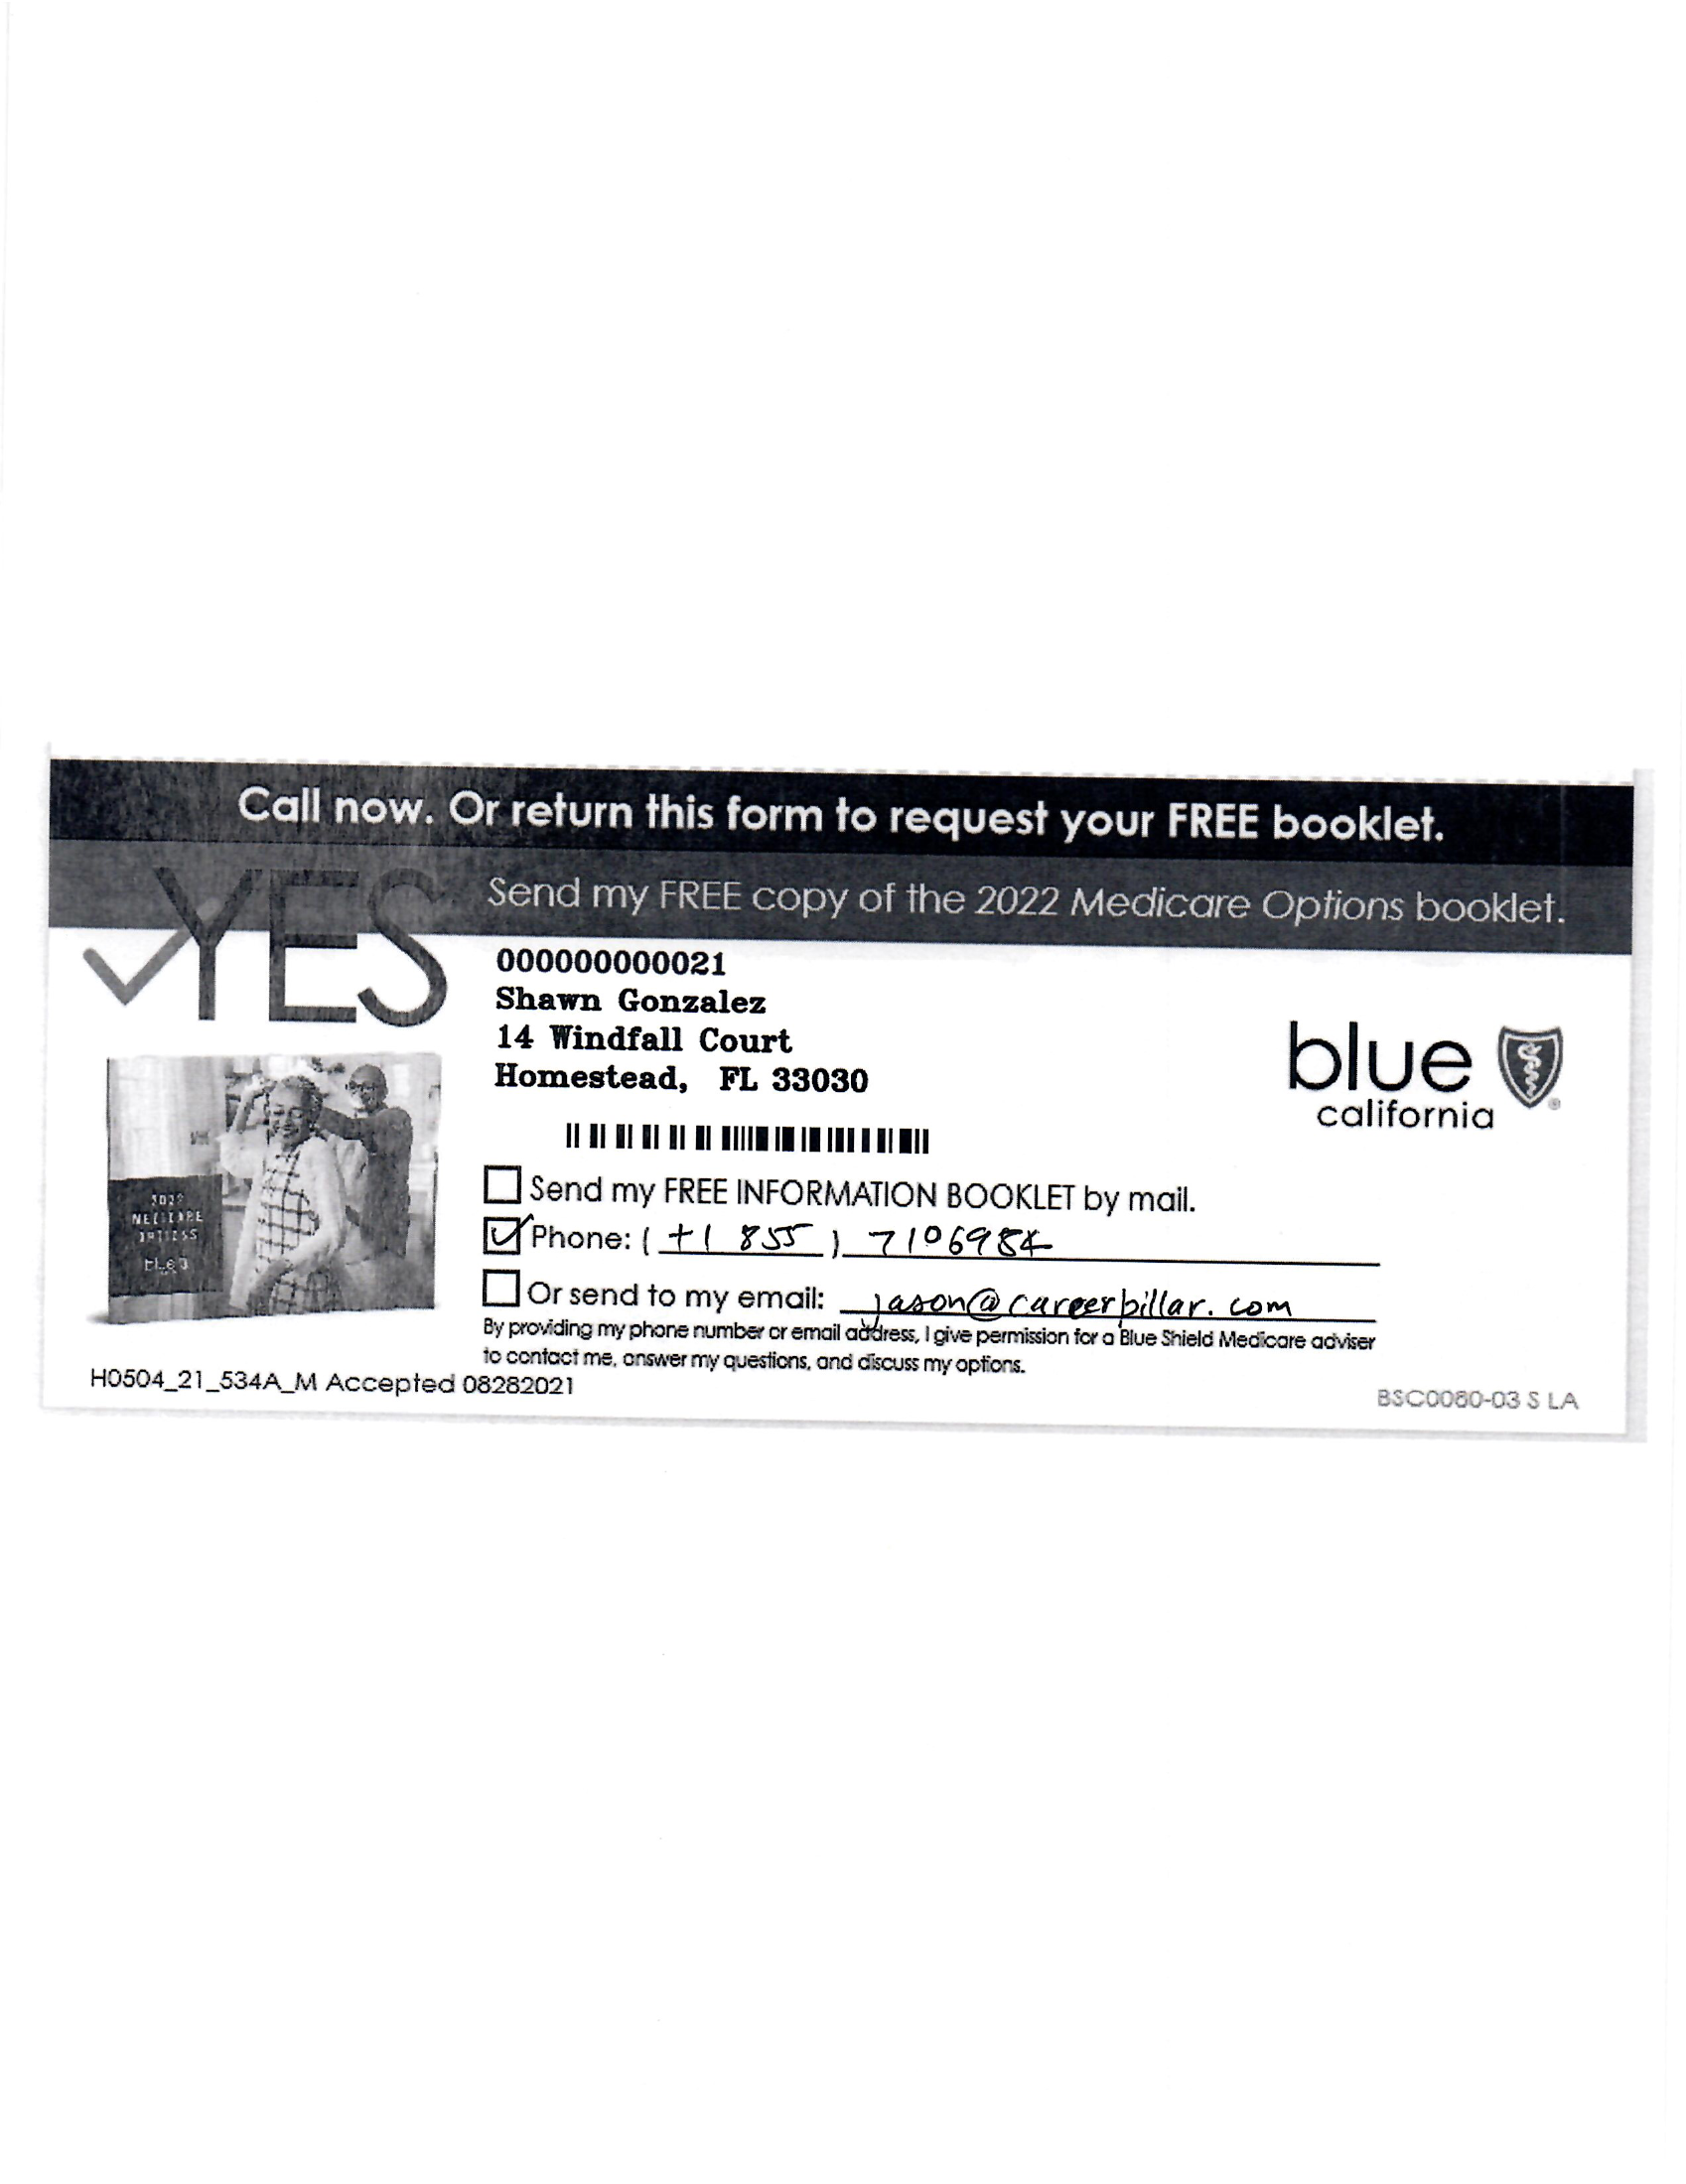 Call now. Or return this form to request your FREE booklet.
YES
Send my FREE copy of the 2022 Medicare Options booklet.
000000000021
Shawn Gonzalez
14 Windfall Court
Homestead, FL 33030
blue
california
Send my FREE INFORMATION BOOKLET by mail.
Phone: (+1 855) 7106984
Or send to my email: jason@careerpillar.com
By providing my phone number or email address, I give permission for a Blue Shield Medicare adviser
to contact me, answer my questions, and discuss my options.
H0504_21_534A_M Accepted 08282021
BSC0080-03 S LA